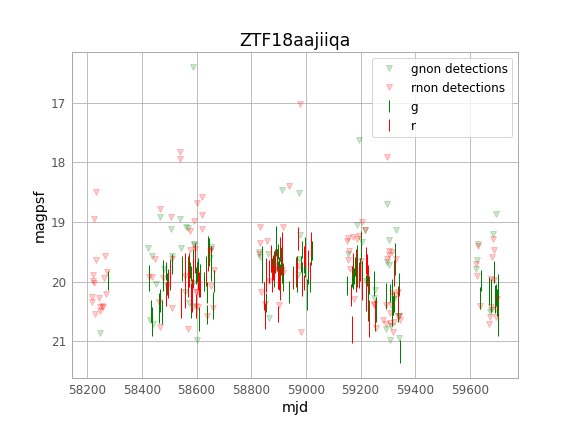 ZTF18aajiiqa
gnon detections
rnon detections
g
r
17
18
19
20
21
magpsf
58200 58400 58600 58800 59000 59200 59400 59600
mjd